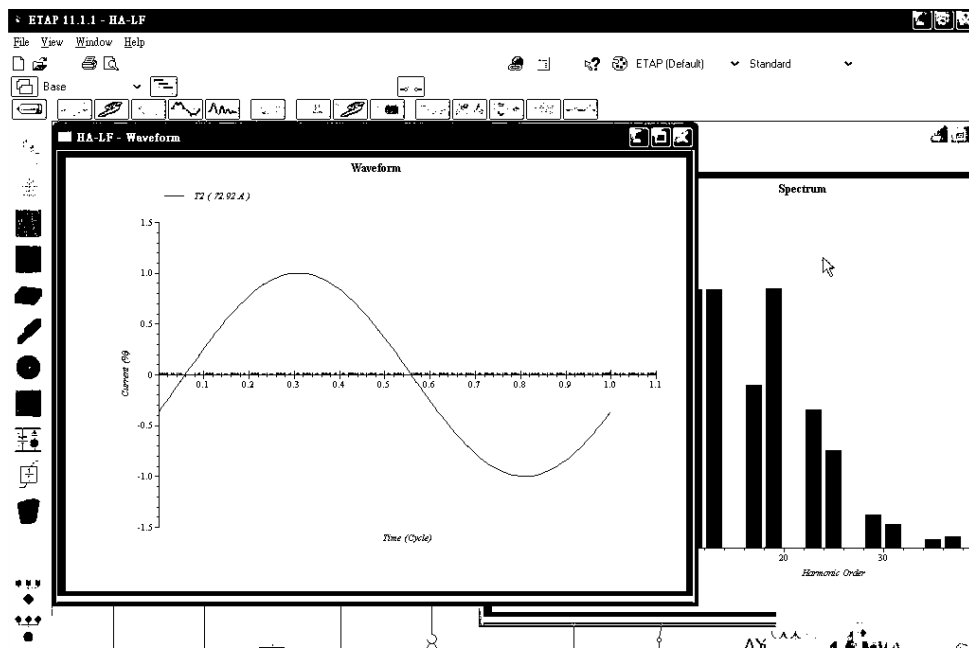 ETAP 11.1.1 - HA-LF
File View Window Help
ETAP (Default) Standard
Base
HA-LF - Waveform
Waveform
T2 ( 72.92 A )
1.5
1.0
0.5
0
-0.5
-1.0
-1.5
Current (%)
0.1 0.2 0.3 0.4 0.5 0.6 0.7 0.8 0.9 1.0 1.1
Time (Cycle)
Spectrum
20 30
Harmonic Order